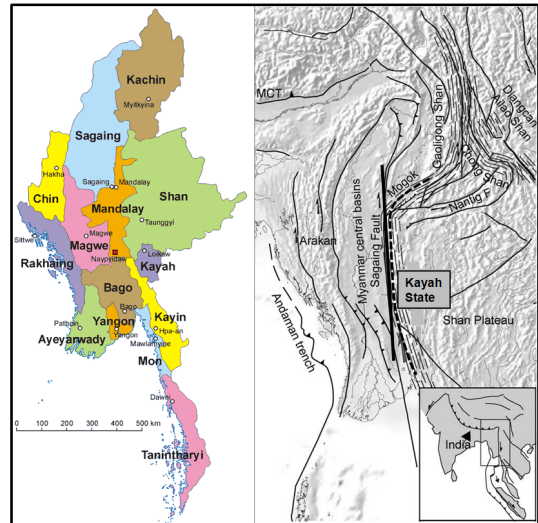 Kachin
Myitkyina
Sagaing
Hakha
Chin
Sagaing
Mandalay
Shan
Mandalay
Taunggyi
Magwe
Sittwe
Magwe
Loikaw
Naypyidaw
Kayah
Rakhaing
Bago
Bago
Kayin
Pathein
Yangon
Yangon
Hpa-an
Ayeyarwady
Mawlamyine
Mon
Dawei
0 100 200 300 400
500 km
Tanintharyi
MCT
Gaoligong Shan
Diancan
Ailao Shan
Chong Shan
Mogok
Nantig F.
Arakan
Myanmar central basins
Sagaing Fault
Kayah
State
Shan Plateau
Andaman trench
India